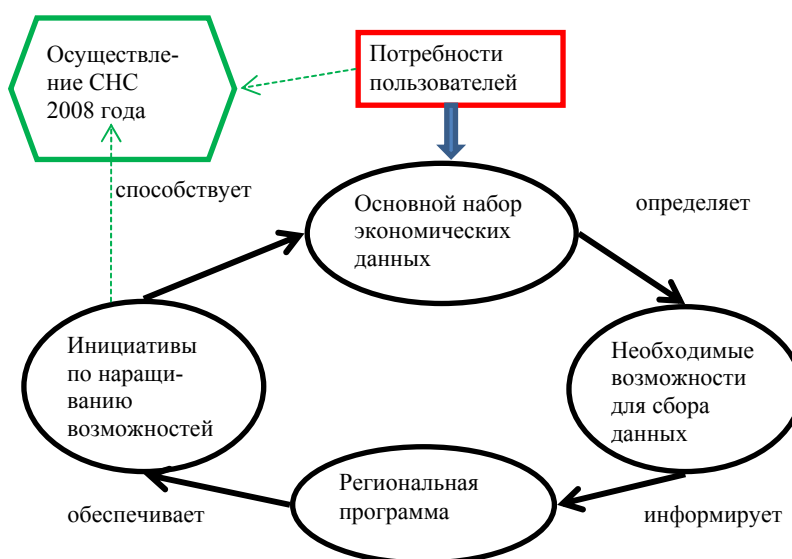 Осуществле-
ние СНС
2008 года
Потребности
пользователей
способствует
Основной набор
экономических
данных
определяет
Инициативы
по наращи-
ванию
возможностей
Необходимые
возможности
для сбора
данных
Региональная
программа
обеспечивает
информирует